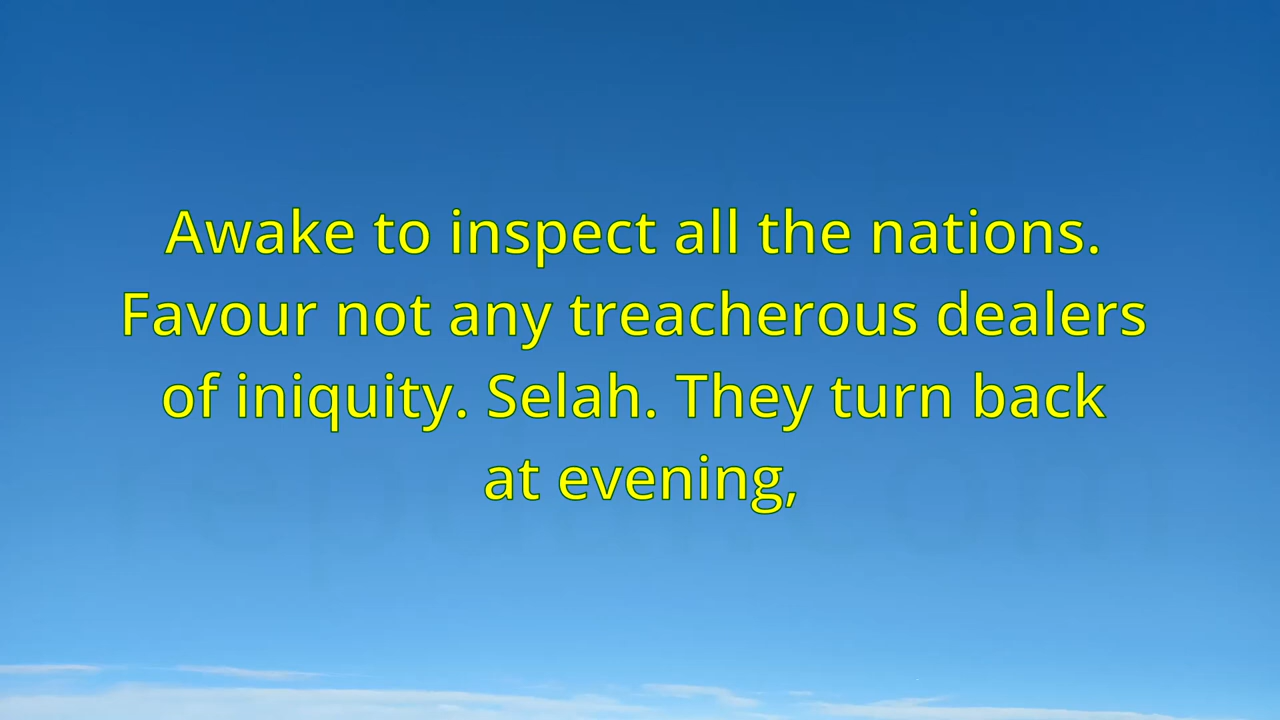 Awake to inspect all the nations.
Favour not any treacherous dealers
of iniquity. Selah. They turn back
at evening,